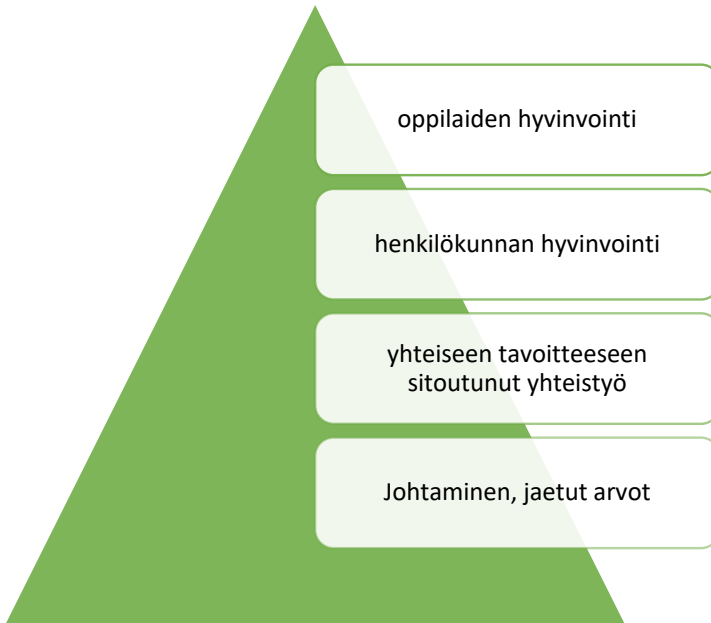 oppilaiden hyvinvointi
henkilökunnan hyvinvointi
yhteiseen tavoitteeseen
sitoutunut yhteistyö
Johtaminen, jaetut arvot